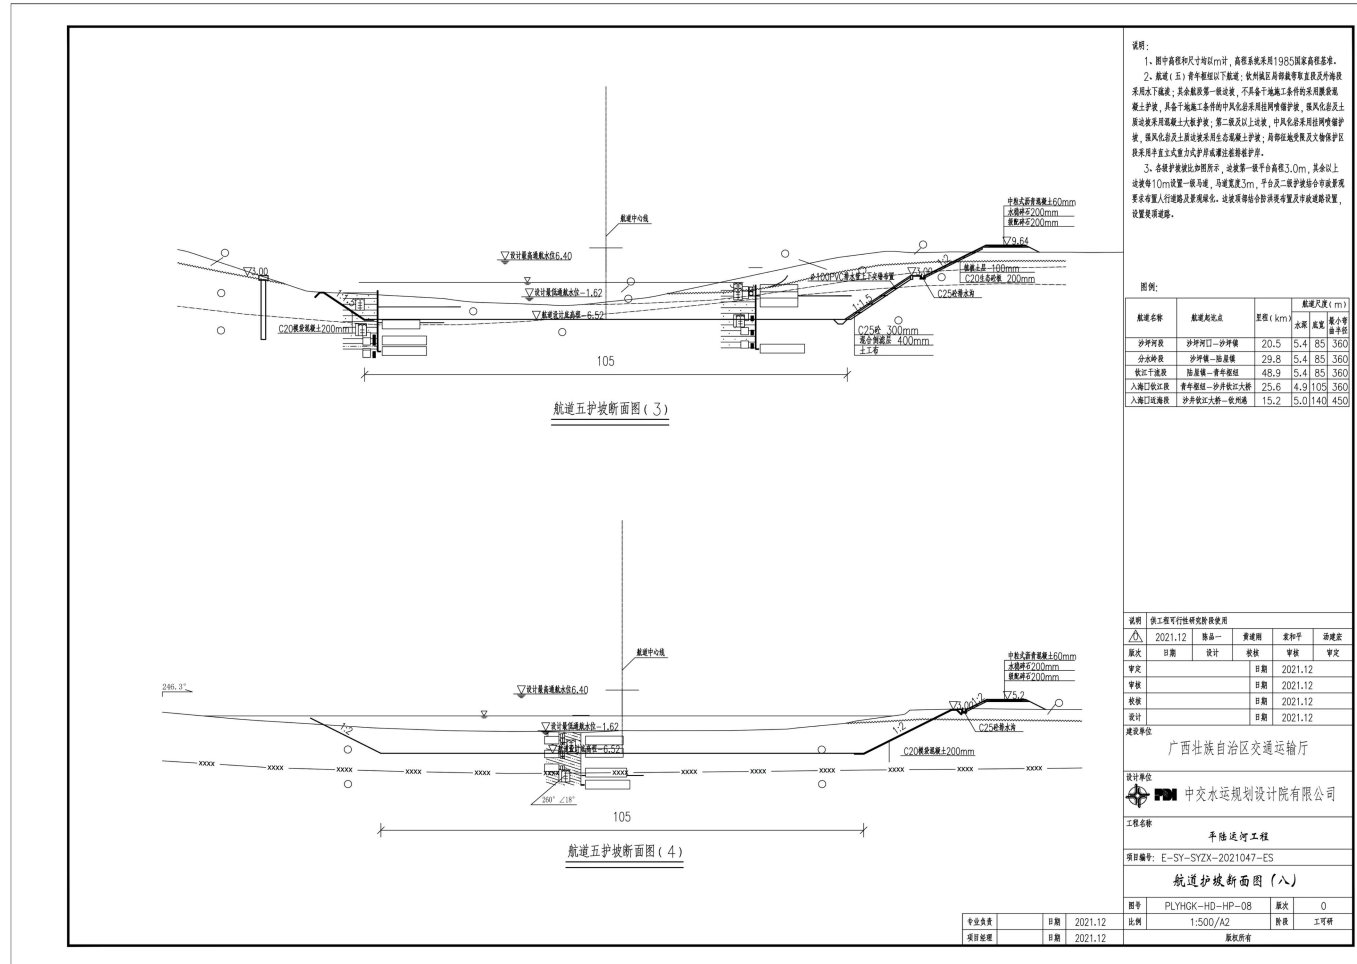 航道中心线
▽设计最高通航水位6.40
▽3.00
▽设计最低通航水位-1.62
▽航道设计底高程-6.52
C20模袋混凝土200mm
中粒式沥青混凝土60mm
水稳碎石200mm
级配碎石200mm
▽9.64
1:2
▽3.00
植被土层 100mm
C20生态砼板 200mm
C25砼排水沟
1:1.5
C25砼 300mm
混合倒滤层 400mm
土工布
105
航道五护坡断面图(3)
航道中心线
246.3°
▽设计最高通航水位6.40
▽设计最低通航水位-1.62
▽航道设计底高程-6.52
1:2
中粒式沥青混凝土60mm
水稳碎石200mm
级配碎石200mm
▽5.2
1:2
▽3.00
C25砼排水沟
1:2
C20模袋混凝土200mm
xxxx xxxx xxxx xxxx xxxx xxxx xxxx xxxx xxxx xxxx xxxx xxxx
260° ∠18°
105
航道五护坡断面图(4)
说明:
1、图中高程和尺寸均以m计,高程系统采用1985国家高程基准。
2、航道(五)青年枢纽以下航道:钦州城区局部裁弯取直段及外海段
采用水下疏浚;其余航段第一级边坡,不具备干地施工条件的采用膜袋混
凝土护坡,具备干地施工条件的中风化岩采用挂网喷锚护坡,强风化岩及土
质边坡采用混凝土大板护坡;第二级及以上边坡,中风化岩采用挂网喷锚护
坡,强风化岩及土质边坡采用生态混凝土护坡;局部征地受限及文物保护区
段采用半直立式重力式护岸或灌注桩排桩护岸。
3、各级护坡坡比如图所示,边坡第一级平台高程3.0m,其余以上
边坡每10m设置一级马道,马道宽度3m,平台及二级护坡结合市政景观
要求布置人行道路及景观绿化。边坡顶部结合防洪堤布置及市政道路设置,
设置堤顶道路。
图例:
航道名称 航道起讫点 里程(km) 航道尺度(m)
水深 底宽 最小弯曲半径
沙坪河段 沙坪河口-沙坪镇 20.5 5.4 85 360
分水岭段 沙坪镇-陆屋镇 29.8 5.4 85 360
钦江干流段 陆屋镇-青年枢纽 48.9 5.4 85 360
入海口钦江段 青年枢纽-沙井钦江大桥 25.6 4.9 105 360
入海口近海段 沙井钦江大桥-钦州港 15.2 5.0 140 450
说明 供工程可行性研究阶段使用
0 2021.12 陈品一 黄道刚 袁和平 汤建宏
版次 日期 设计 校核 审核 审定
审定 日期 2021.12
审核 日期 2021.12
校核 日期 2021.12
设计 日期 2021.12
建设单位
广西壮族自治区交通运输厅
设计单位
PDI 中交水运规划设计院有限公司
工程名称
平陆运河工程
项目编号: E-SY-SYZX-2021047-ES
航道护坡断面图(八)
图号 PLYHGK-HD-HP-08 版次 0
比例 1:500/A2 阶段 工可研
版权所有
专业负责 日期 2021.12
项目经理 日期 2021.12